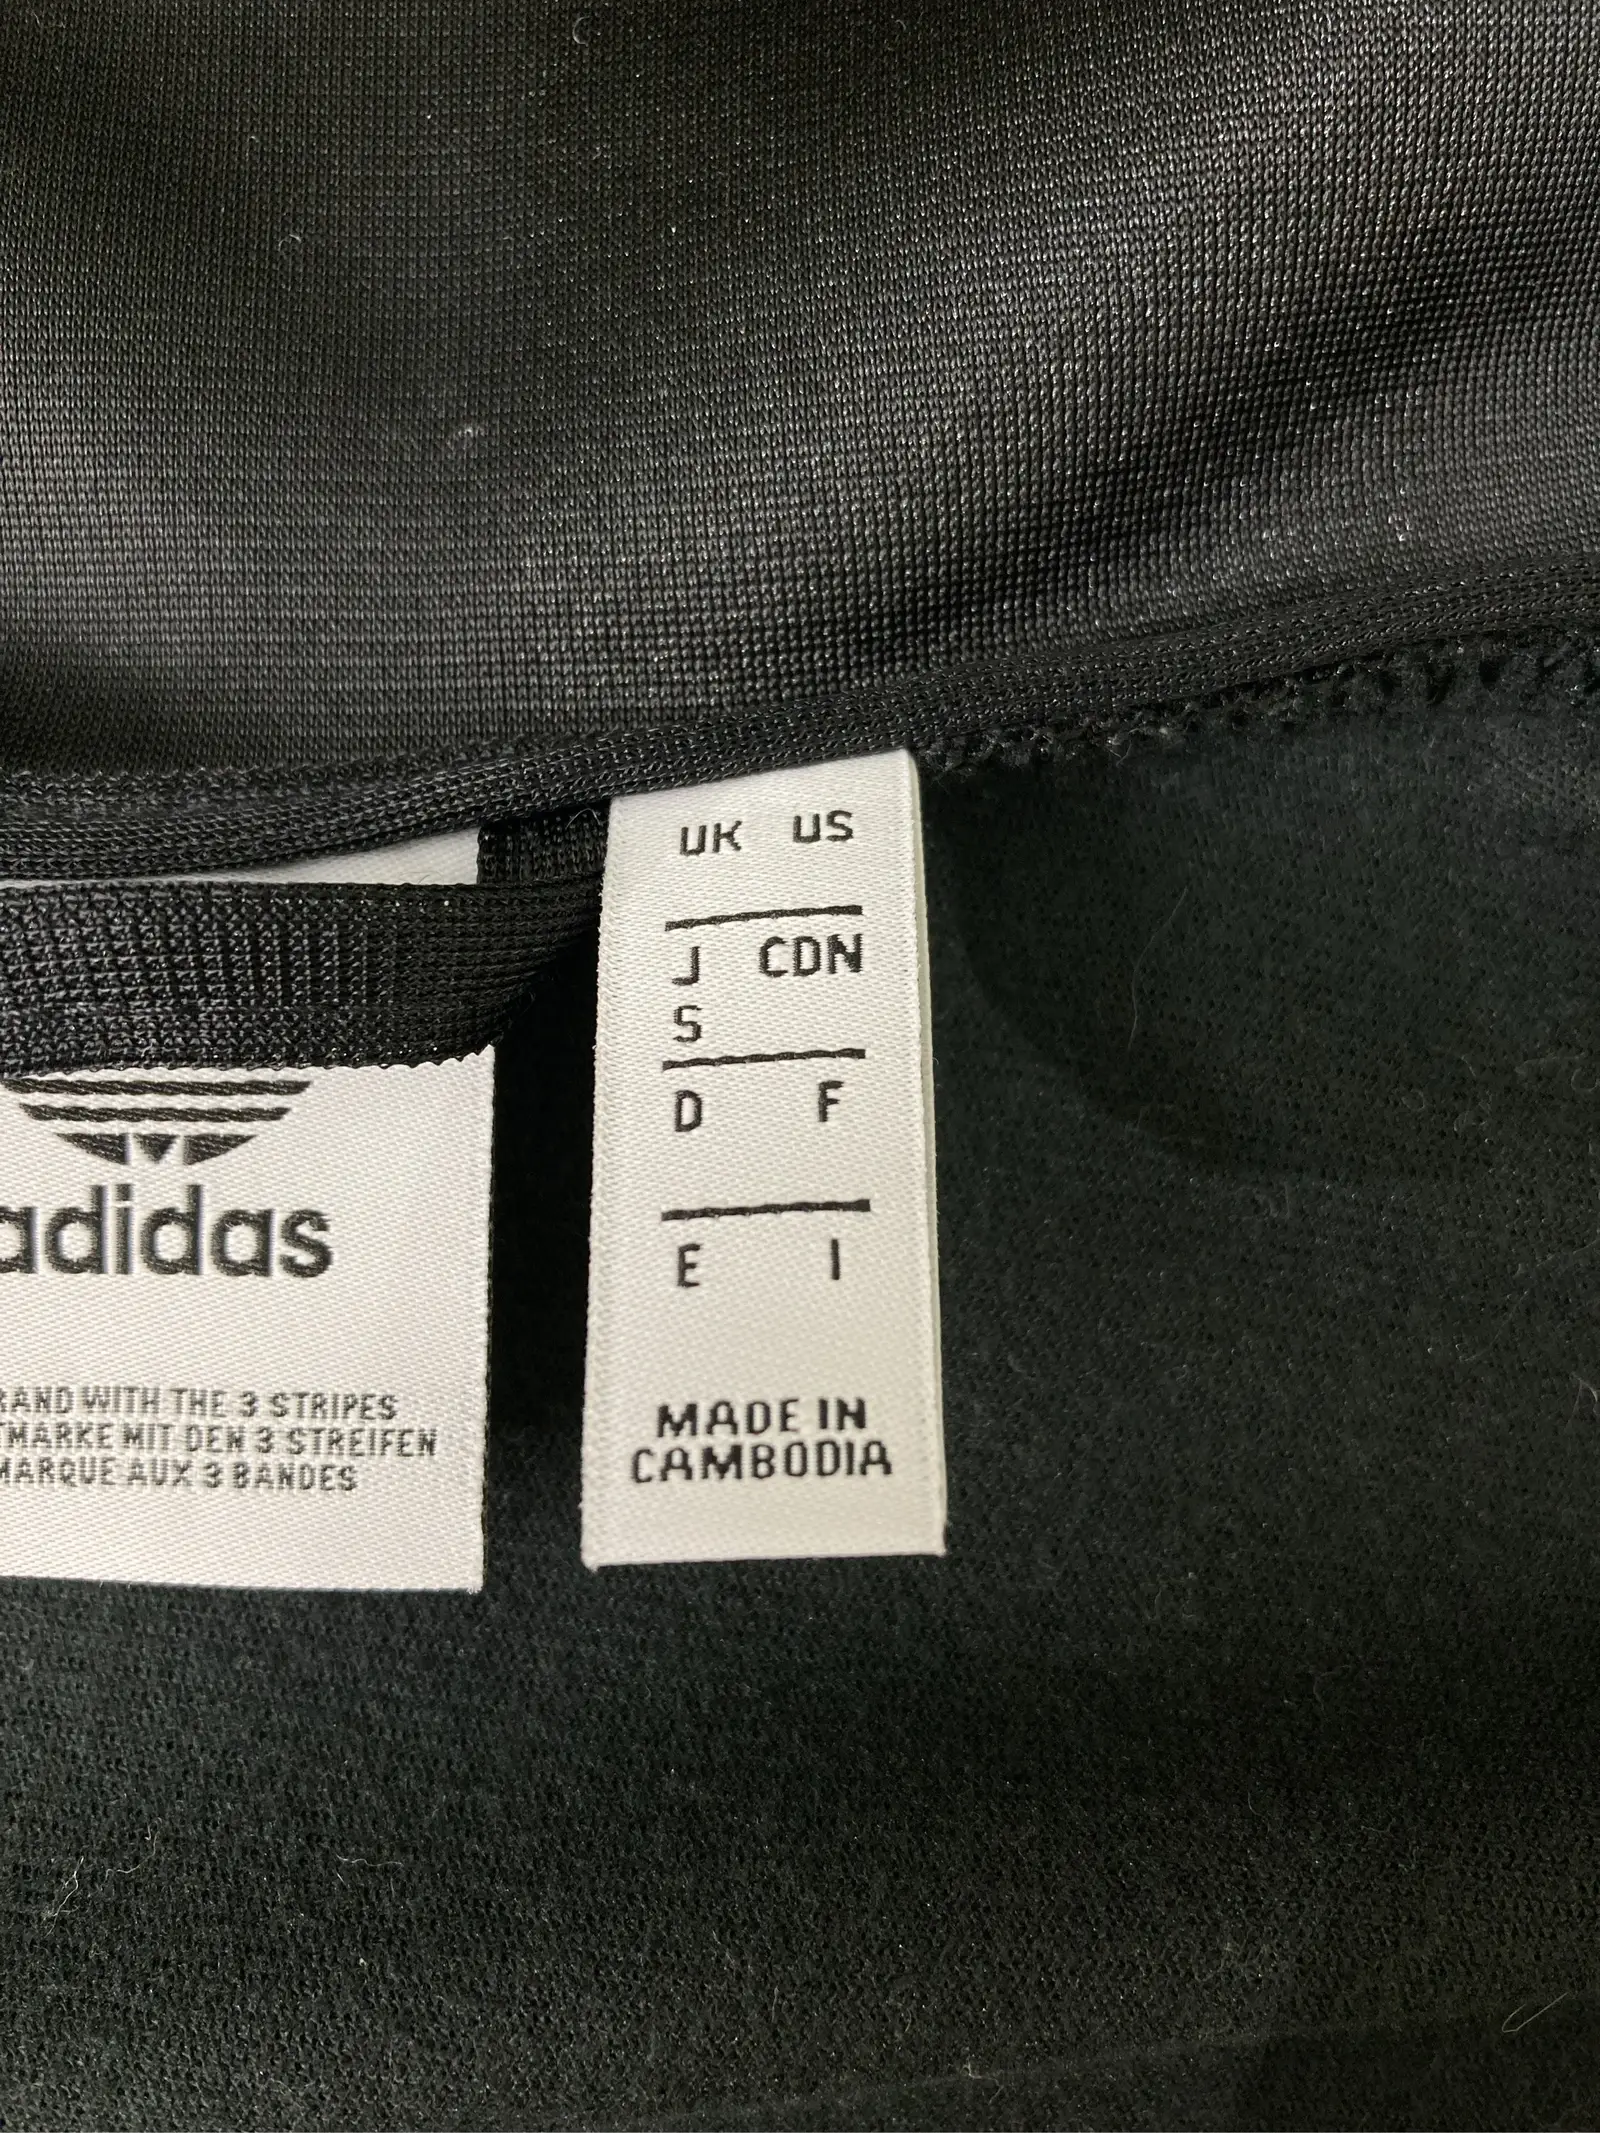 adidas
RAND WITH THE 3 STRIPES
TMARKE MIT DEN 3 STREIFEN
MARQUE AUX 3 BANDES
UK US
J CDN
S
D F
E I
MADE IN
CAMBODIA